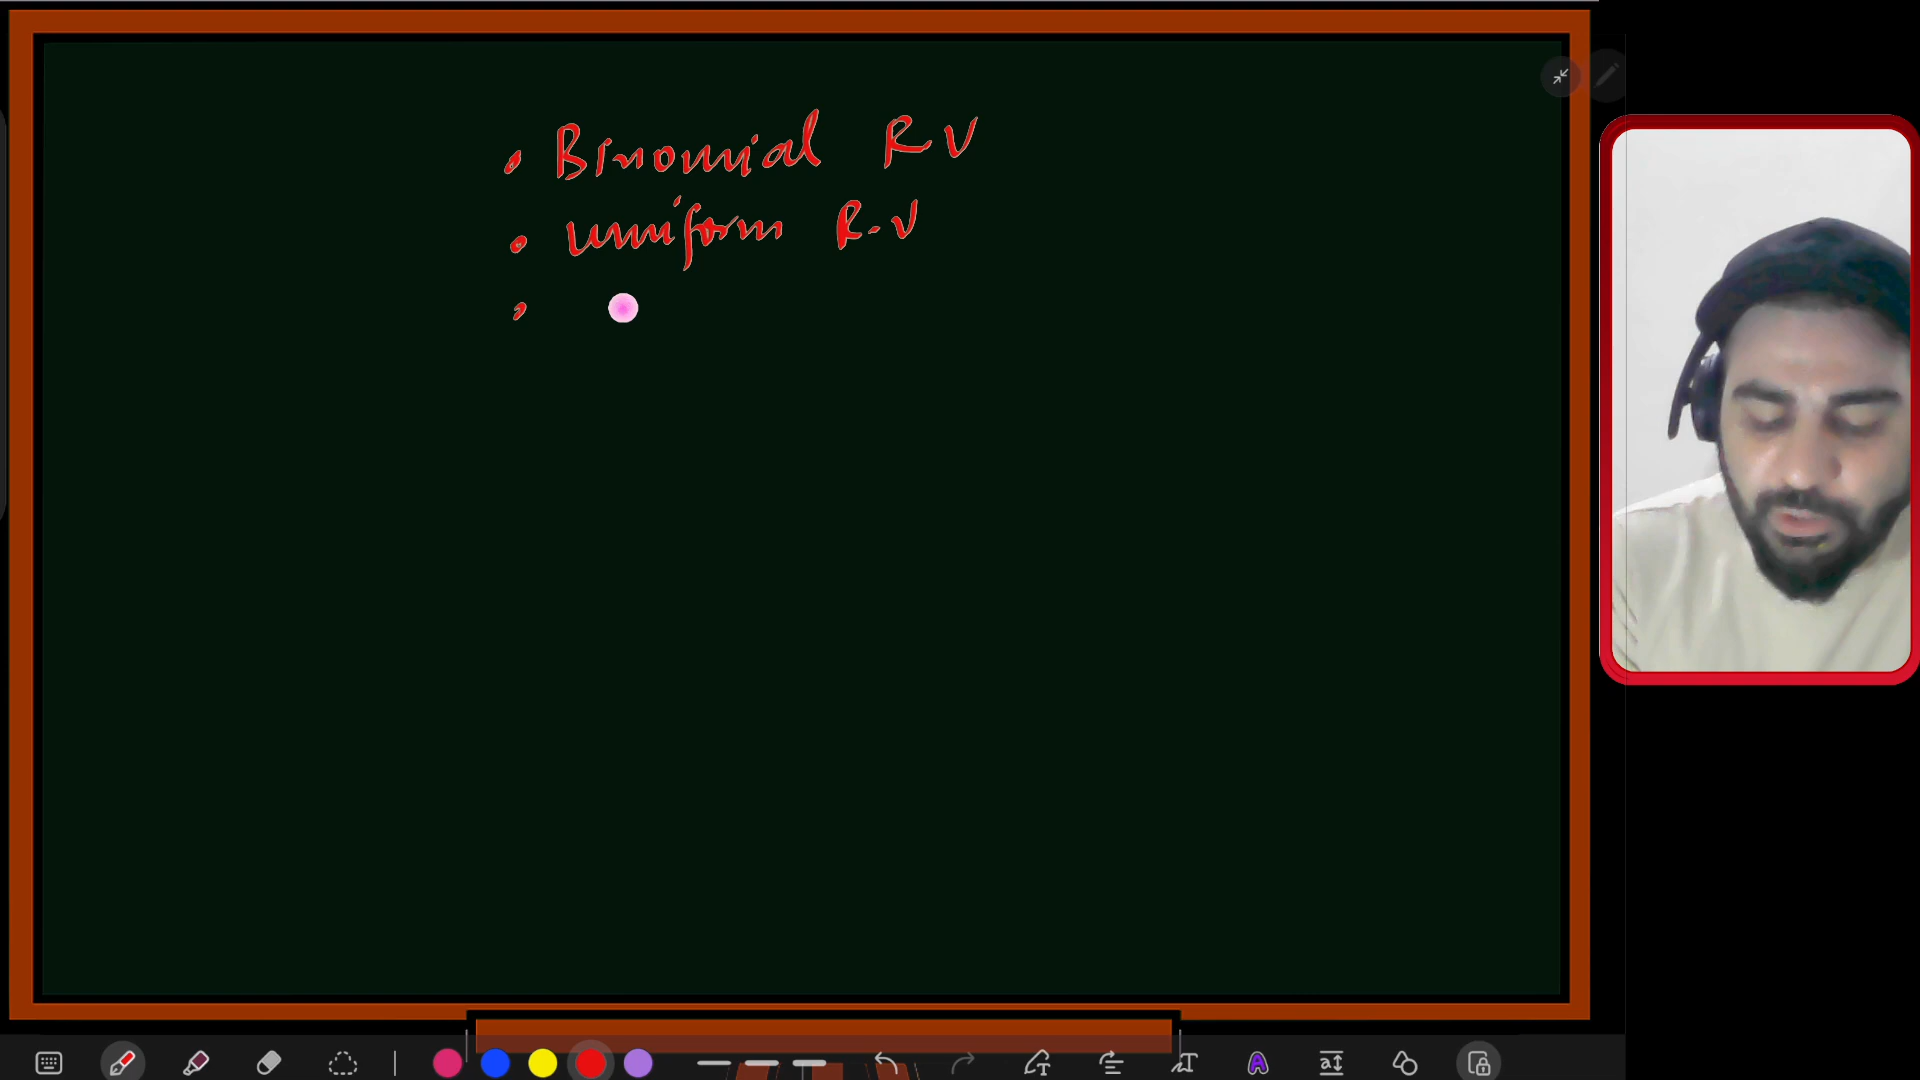 • Binomial RV
• Uniform R.V
•